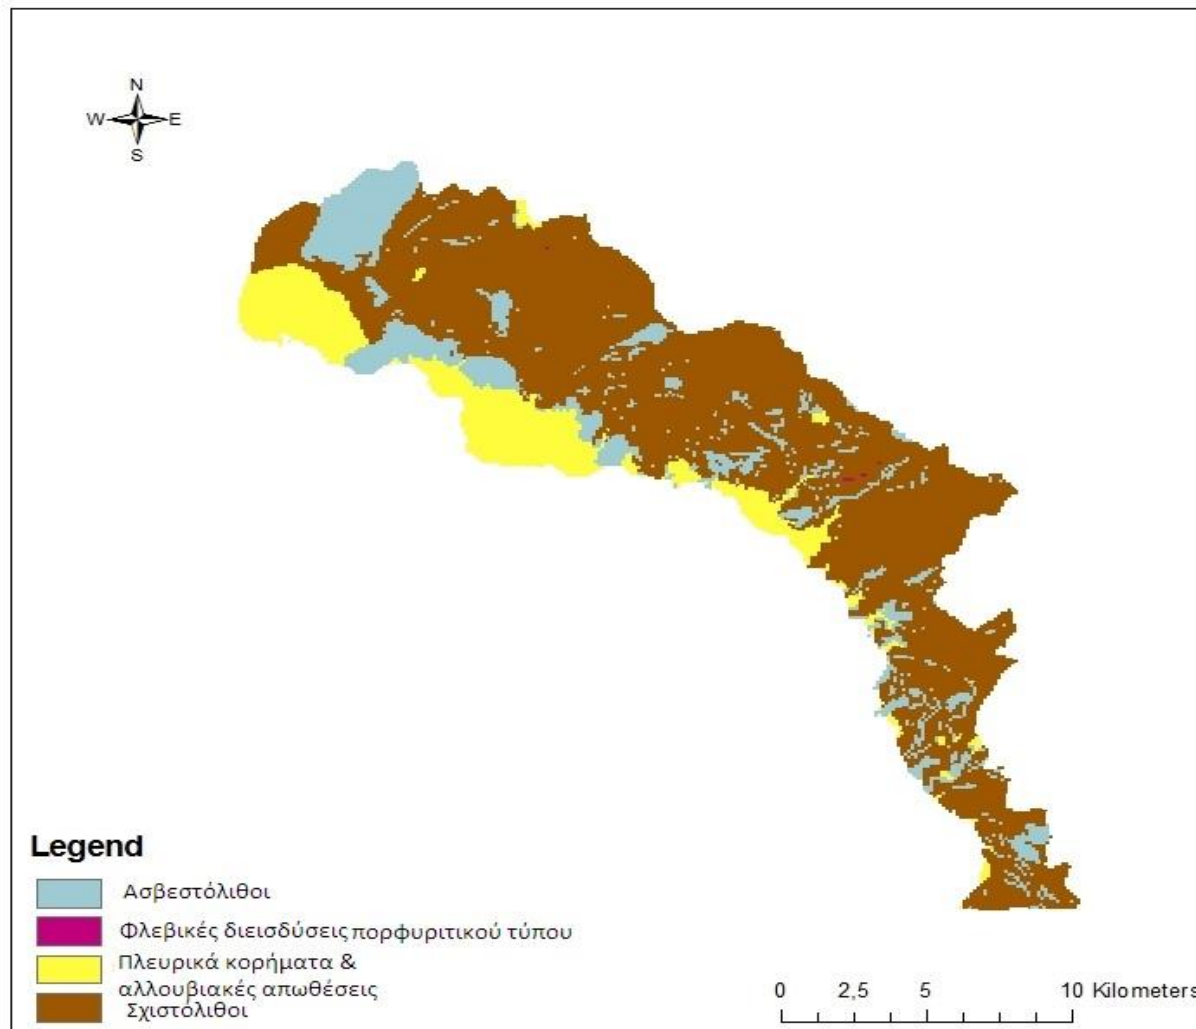 N
W E
S
Legend
Ασβεστόλιθοι
Φλεβικές διεισδύσεις πορφυριτικού τύπου
Πλευρικά κορήματα &
αλλουβιακές απωθέσεις
Σχιστόλιθοι
0 2,5 5 10 Kilometers